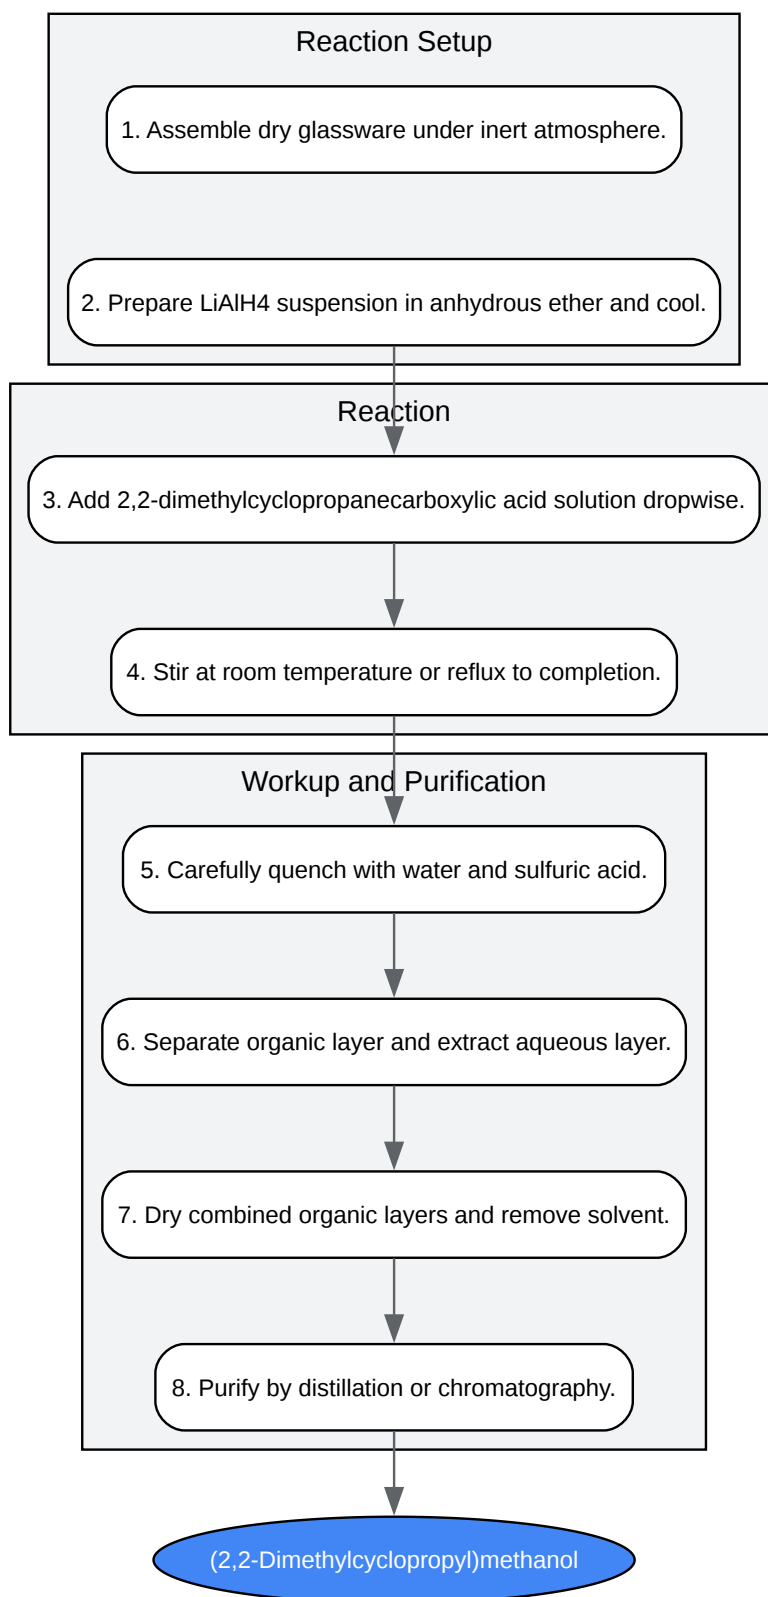 Reaction Setup
1. Assemble dry glassware under inert atmosphere.
2. Prepare LiAlH4 suspension in anhydrous ether and cool.
Reaction
3. Add 2,2-dimethylcyclopropanecarboxylic acid solution dropwise.
4. Stir at room temperature or reflux to completion.
Workup and Purification
5. Carefully quench with water and sulfuric acid.
6. Separate organic layer and extract aqueous layer.
7. Dry combined organic layers and remove solvent.
8. Purify by distillation or chromatography.
(2,2-Dimethylcyclopropyl)methanol